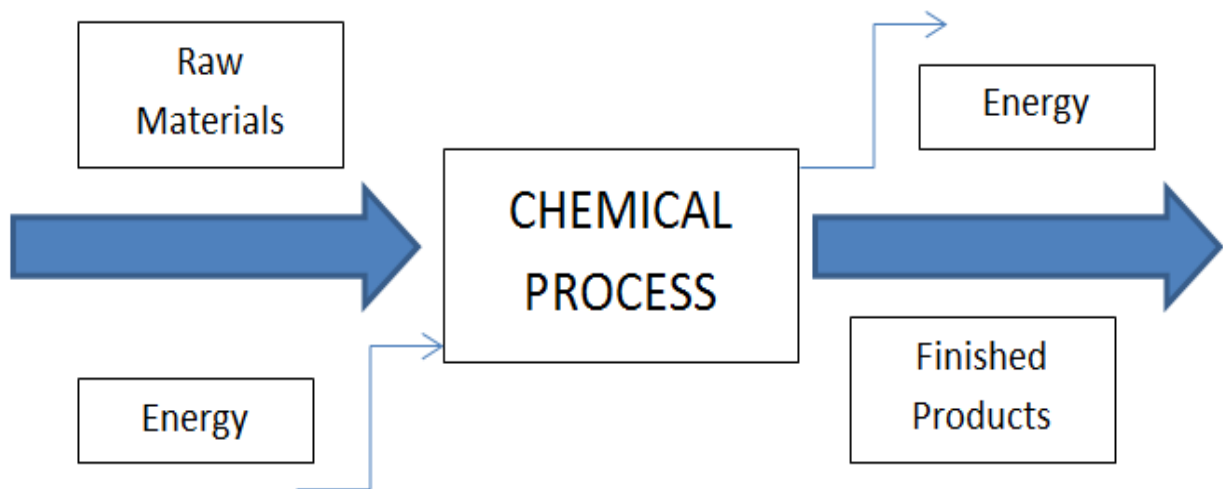 Raw
Materials
Energy
CHEMICAL
PROCESS
Energy
Finished
Products